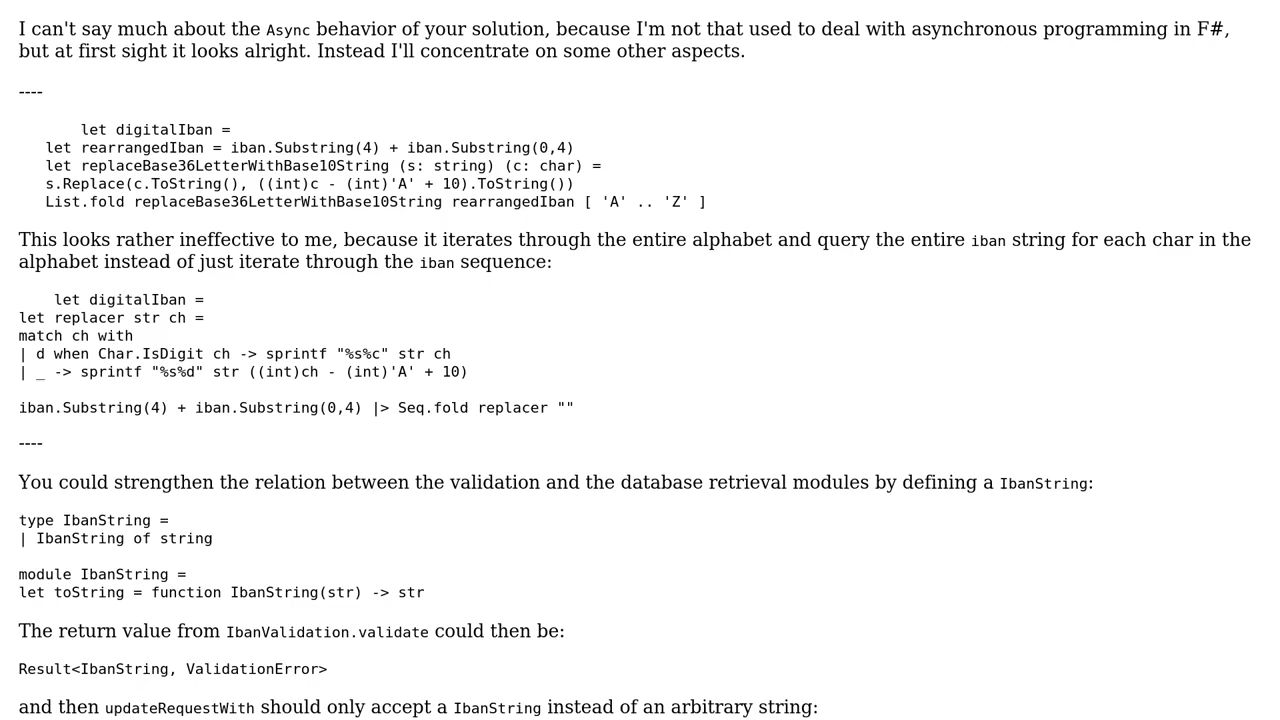 I can't say much about the Async behavior of your solution, because I'm not that used to deal with asynchronous programming in F#,
but at first sight it looks alright. Instead I'll concentrate on some other aspects.
----
let digitalIban =
let rearrangedIban = iban.Substring(4) + iban.Substring(0,4)
let replaceBase36LetterWithBase10String (s: string) (c: char) =
s.Replace(c.ToString(), ((int)c - (int)'A' + 10).ToString())
List.fold replaceBase36LetterWithBase10String rearrangedIban [ 'A' .. 'Z' ]
This looks rather ineffective to me, because it iterates through the entire alphabet and query the entire iban string for each char in the
alphabet instead of just iterate through the iban sequence:
let digitalIban =
let replacer str ch =
match ch with
| d when Char.IsDigit ch -> sprintf "%s%c" str ch
| _ -> sprintf "%s%d" str ((int)ch - (int)'A' + 10)
iban.Substring(4) + iban.Substring(0,4) |> Seq.fold replacer ""
----
You could strengthen the relation between the validation and the database retrieval modules by defining a IbanString:
type IbanString =
| IbanString of string
module IbanString =
let toString = function IbanString(str) -> str
The return value from IbanValidation.validate could then be:
Result<IbanString, ValidationError>
and then updateRequestWith should only accept a IbanString instead of an arbitrary string: